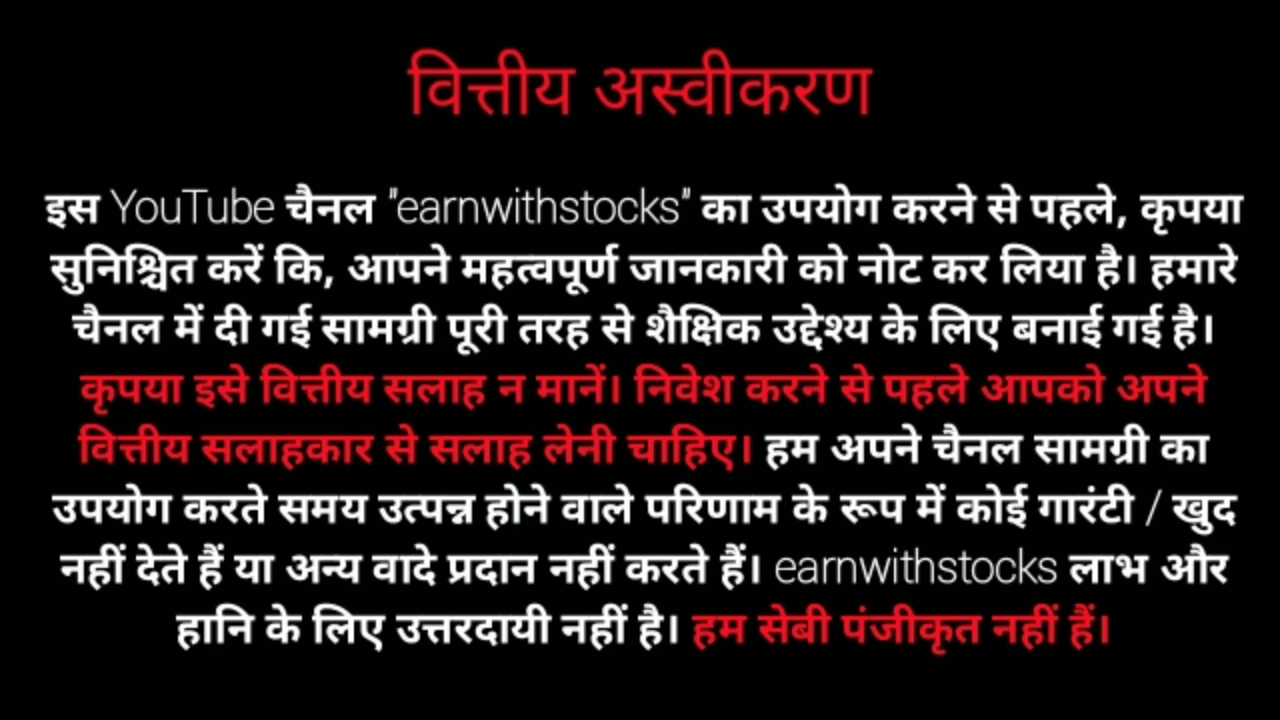 वित्तीय अस्वीकरण
इस YouTube चैनल "earnwithstocks" का उपयोग करने से पहले, कृपया
सुनिश्चित करें कि, आपने महत्वपूर्ण जानकारी को नोट कर लिया है। हमारे
चैनल में दी गई सामग्री पूरी तरह से शैक्षिक उद्देश्य के लिए बनाई गई है।
कृपया इसे वित्तीय सलाह न मानें। निवेश करने से पहले आपको अपने
वित्तीय सलाहकार से सलाह लेनी चाहिए। हम अपने चैनल सामग्री का
उपयोग करते समय उत्पन्न होने वाले परिणाम के रूप में कोई गारंटी / खुद
नहीं देते हैं या अन्य वादे प्रदान नहीं करते हैं। earnwithstocks लाभ और
हानि के लिए उत्तरदायी नहीं है। हम सेबी पंजीकृत नहीं हैं।